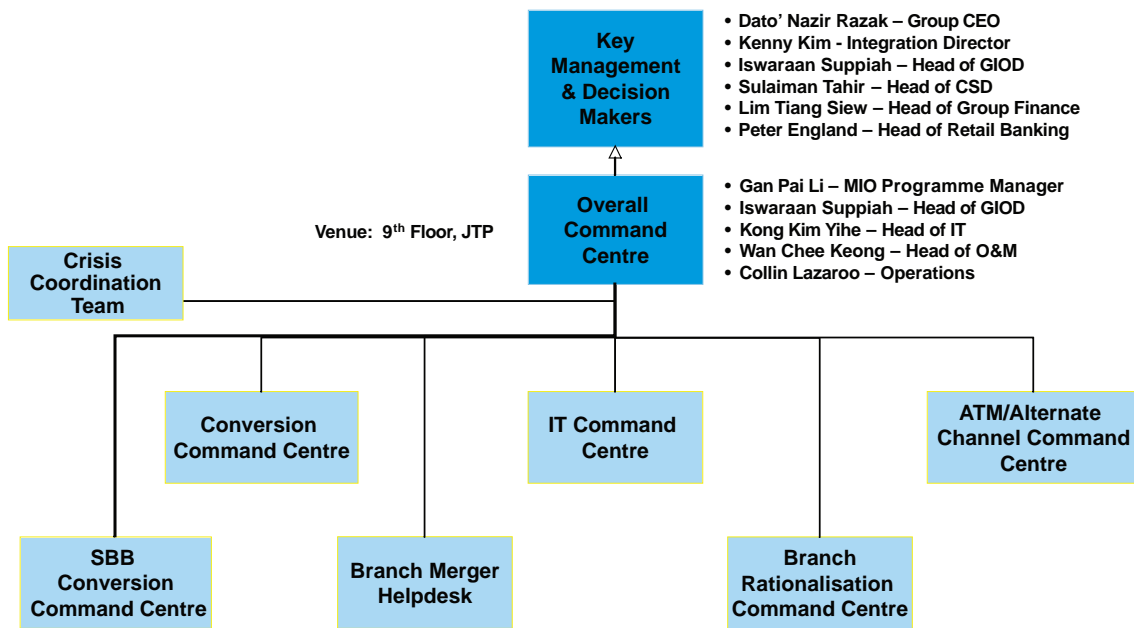 Key
Management
& Decision
Makers
• Dato' Nazir Razak – Group CEO
• Kenny Kim - Integration Director
• Iswaraan Suppiah – Head of GIOD
• Sulaiman Tahir – Head of CSD
• Lim Tiang Siew – Head of Group Finance
• Peter England – Head of Retail Banking
Venue: 9th Floor, JTP
Overall
Command
Centre
• Gan Pai Li – MIO Programme Manager
• Iswaraan Suppiah – Head of GIOD
• Kong Kim Yihe – Head of IT
• Wan Chee Keong – Head of O&M
• Collin Lazaroo – Operations
Crisis
Coordination
Team
Conversion
Command Centre
IT Command
Centre
ATM/Alternate
Channel Command
Centre
SBB
Conversion
Command Centre
Branch Merger
Helpdesk
Branch
Rationalisation
Command Centre